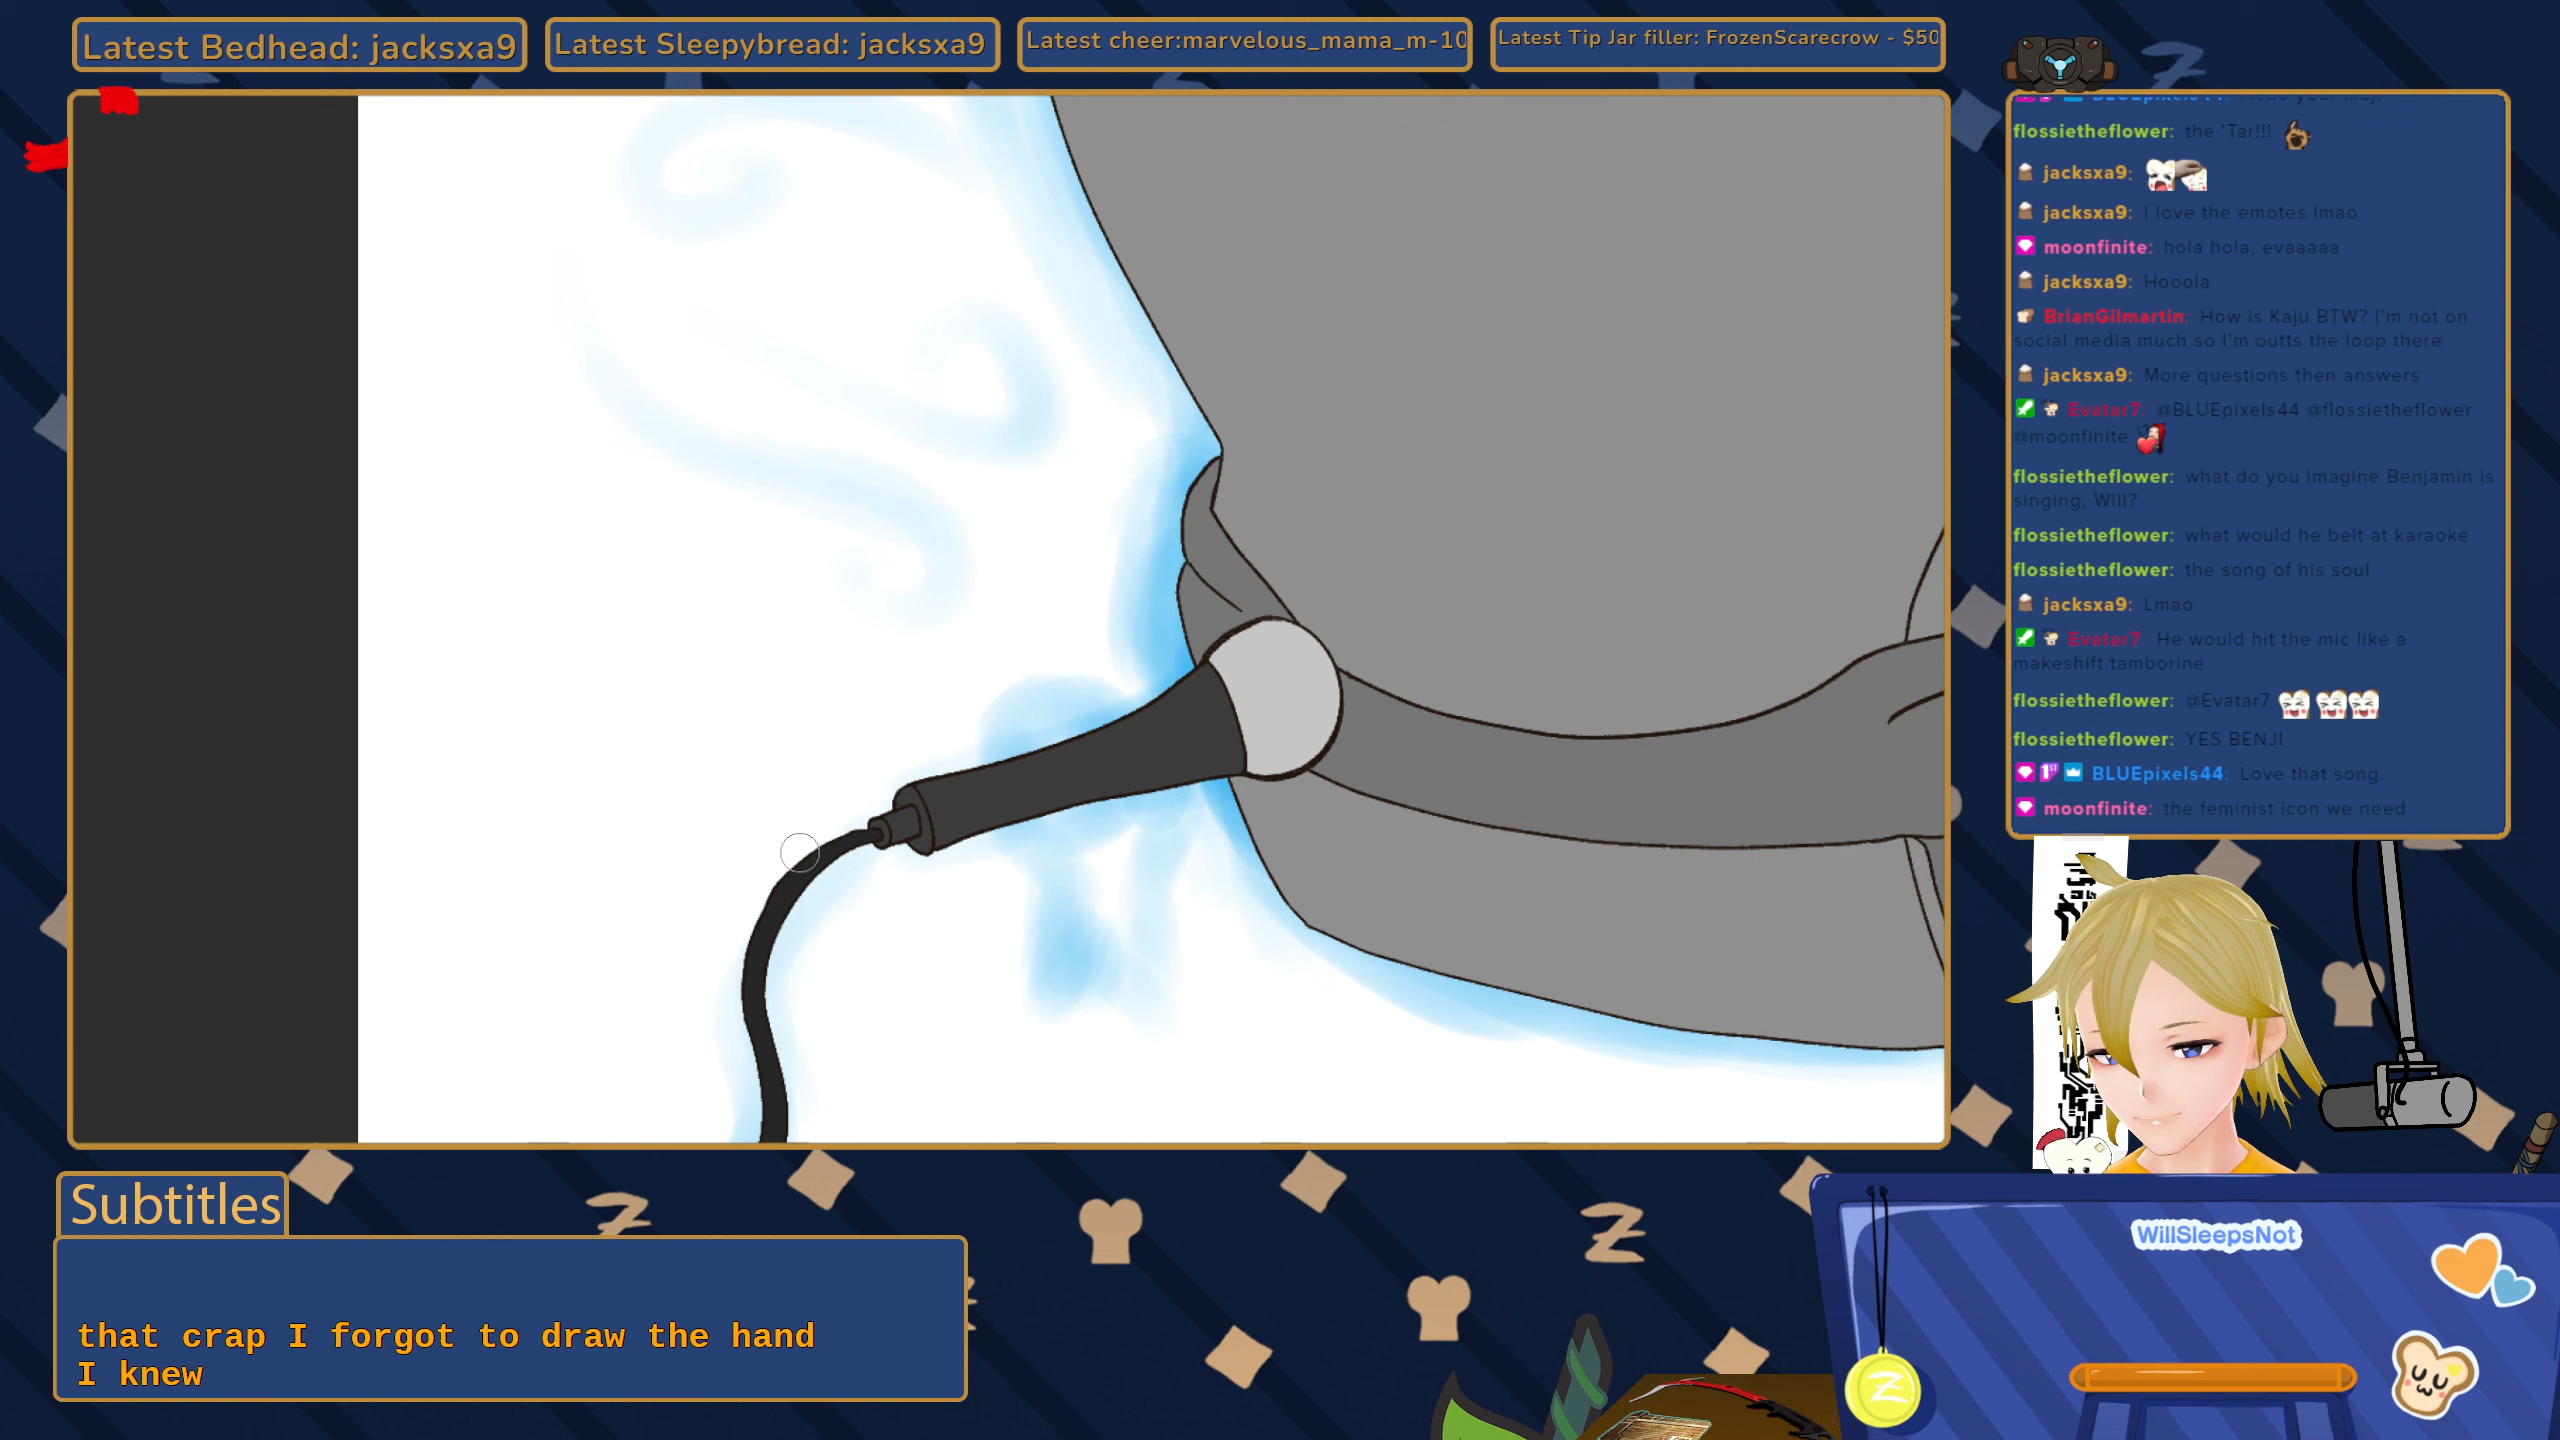 Latest Bedhead: jacksxa9
Latest Sleepybread: jacksxa9
Latest cheer:marvelous_mama_m-10
Latest Tip Jar filler: FrozenScarecrow - $50
flossietheflower: the 'Tar!!!
jacksxa9:
jacksxa9: I love the emotes lmao
moonfinite: hola hola, evaaaaa
jacksxa9: Hooola
BrianGilmartin: How is Kaju BTW? I'm not on
social media much so I'm outts the loop there
jacksxa9: More questions then answers
Evatar7: @BLUEpixels44 @flossietheflower
@moonfinite
flossietheflower: what do you imagine Benjamin is
singing, Will?
flossietheflower: what would he belt at karaoke
flossietheflower: the song of his soul
jacksxa9: Lmao
Evatar7: He would hit the mic like a
makeshift tamborine
flossietheflower: @Evatar7
flossietheflower: YES BENJI
BLUEpixels44: Love that song.
moonfinite: the feminist icon we need
Subtitles
that crap I forgot to draw the hand
I knew
WillSleepsNot
Z